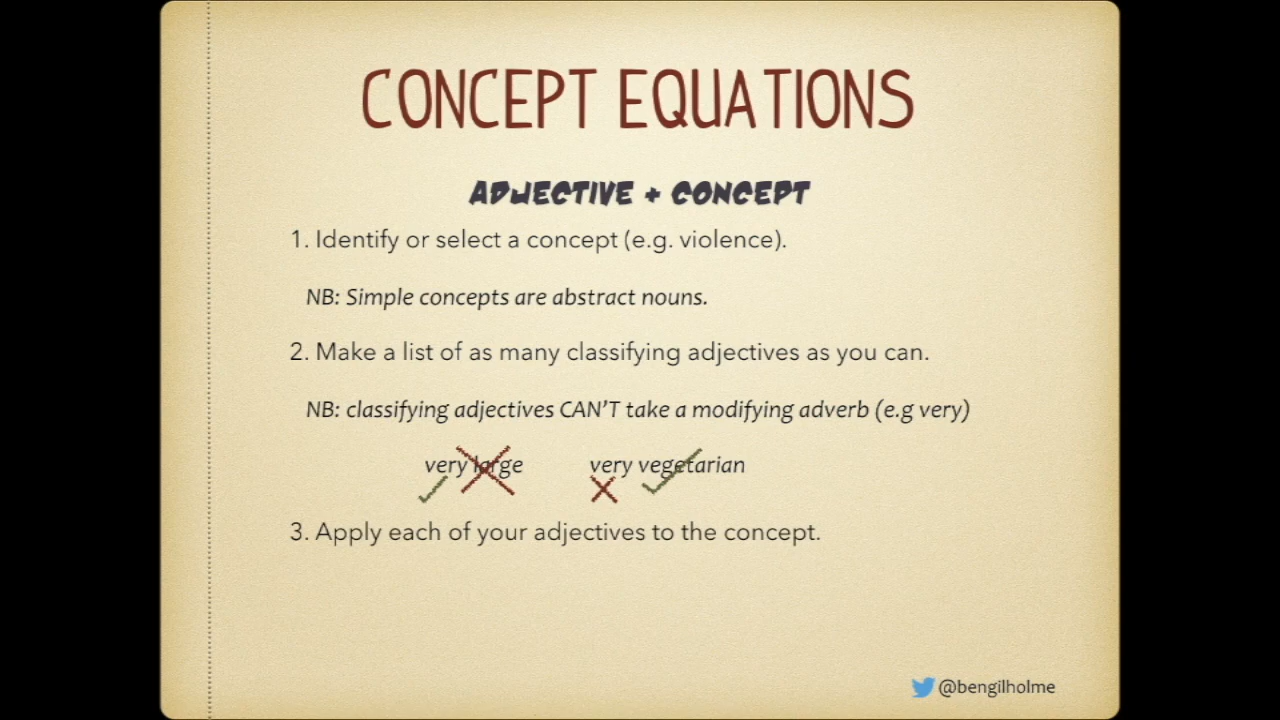 CONCEPT EQUATIONS
ADJECTIVE + CONCEPT
1. Identify or select a concept (e.g. violence).
NB: Simple concepts are abstract nouns.
2. Make a list of as many classifying adjectives as you can.
NB: classifying adjectives CAN'T take a modifying adverb (e.g very)
very large very vegetarian
3. Apply each of your adjectives to the concept.
@bengilholme